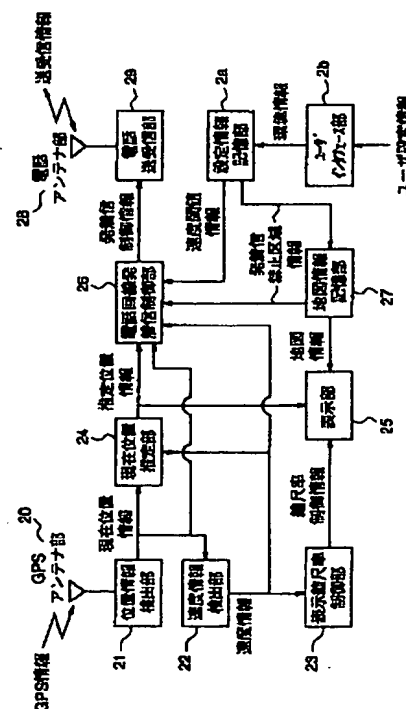 GPS情報
20
GPS
アンテナ部
位置情報
検出部
21
現在位置
情報
速度情報
検出部
22
速度情報
表示縮尺率
制御部
23
縮尺率
制御情報
24
現在位置
推定部
推定位置
情報
表示部
25
地図
情報
26
電話回線発
着信制御部
発着信
制御情報
速度閾値
情報
発着信
禁止区域
情報
地図情報
記憶部
27
28
電話
アンテナ部
送受信情報
29
電話
送受信部
2a
設定情報
記憶部
環境情報
2b
ユーザ
インタフェース部
ユーザ設定情報